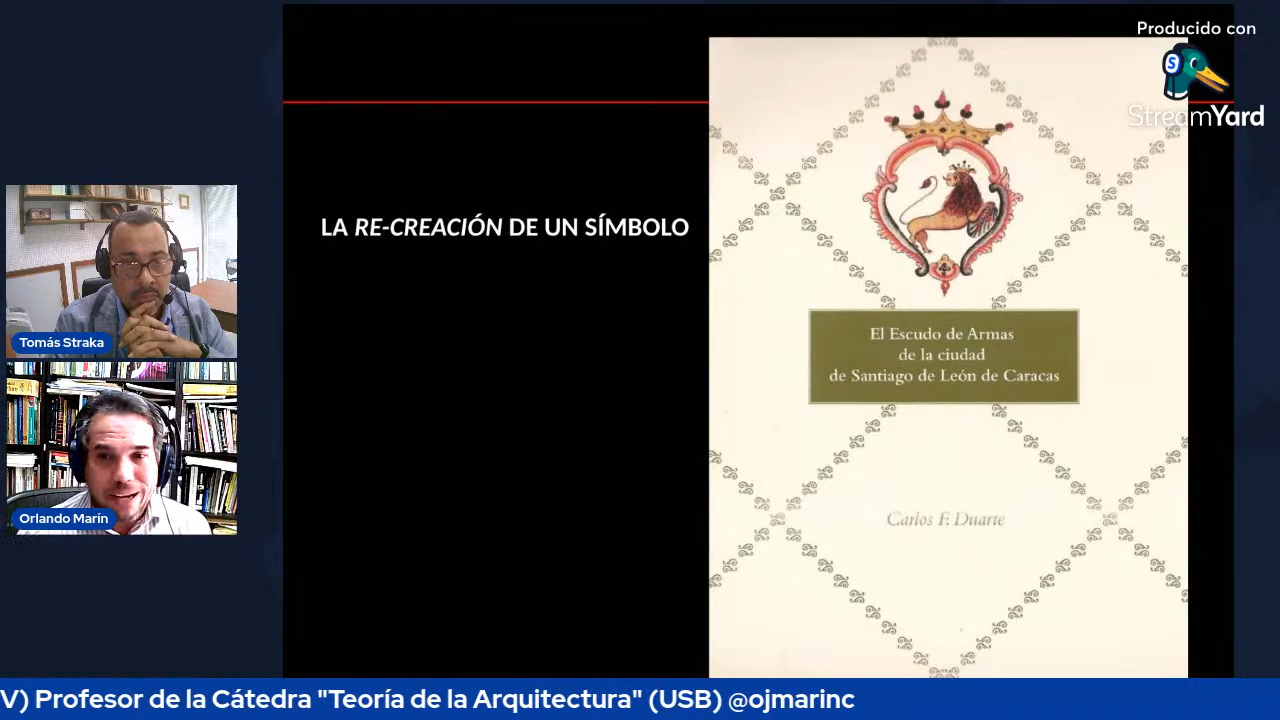 Producido con
StreamYard
LA RE-CREACIÓN DE UN SÍMBOLO
El Escudo de Armas
de la ciudad
de Santiago de León de Caracas
Carlos F. Duarte
Tomás Straka
Orlando Marín
V) Profesor de la Cátedra "Teoría de la Arquitectura" (USB) @ojmarinc